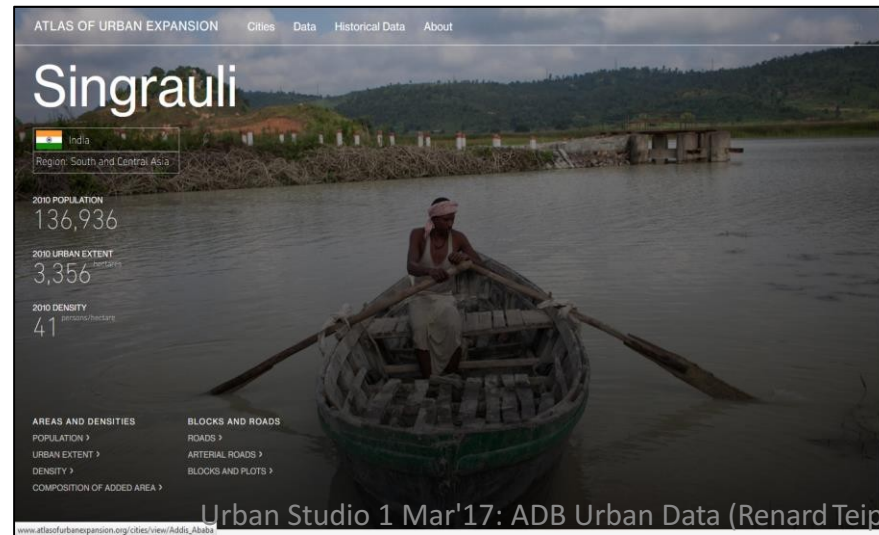 ATLAS OF URBAN EXPANSION Cities Data Historical Data About
Singrauli
India
Region: South and Central Asia
2010 POPULATION
136,936
2010 URBAN EXTENT
3,356 hectares
2010 DENSITY
41 persons/hectare
AREAS AND DENSITIES
POPULATION ›
URBAN EXTENT ›
DENSITY ›
COMPOSITION OF ADDED AREA ›
BLOCKS AND ROADS
ROADS ›
ARTERIAL ROADS ›
BLOCKS AND PLOTS ›
Urban Studio 1 Mar'17: ADB Urban Data (Renard Teip
www.atlasofurbanexpansion.org/cities/view/Addis_Ababa